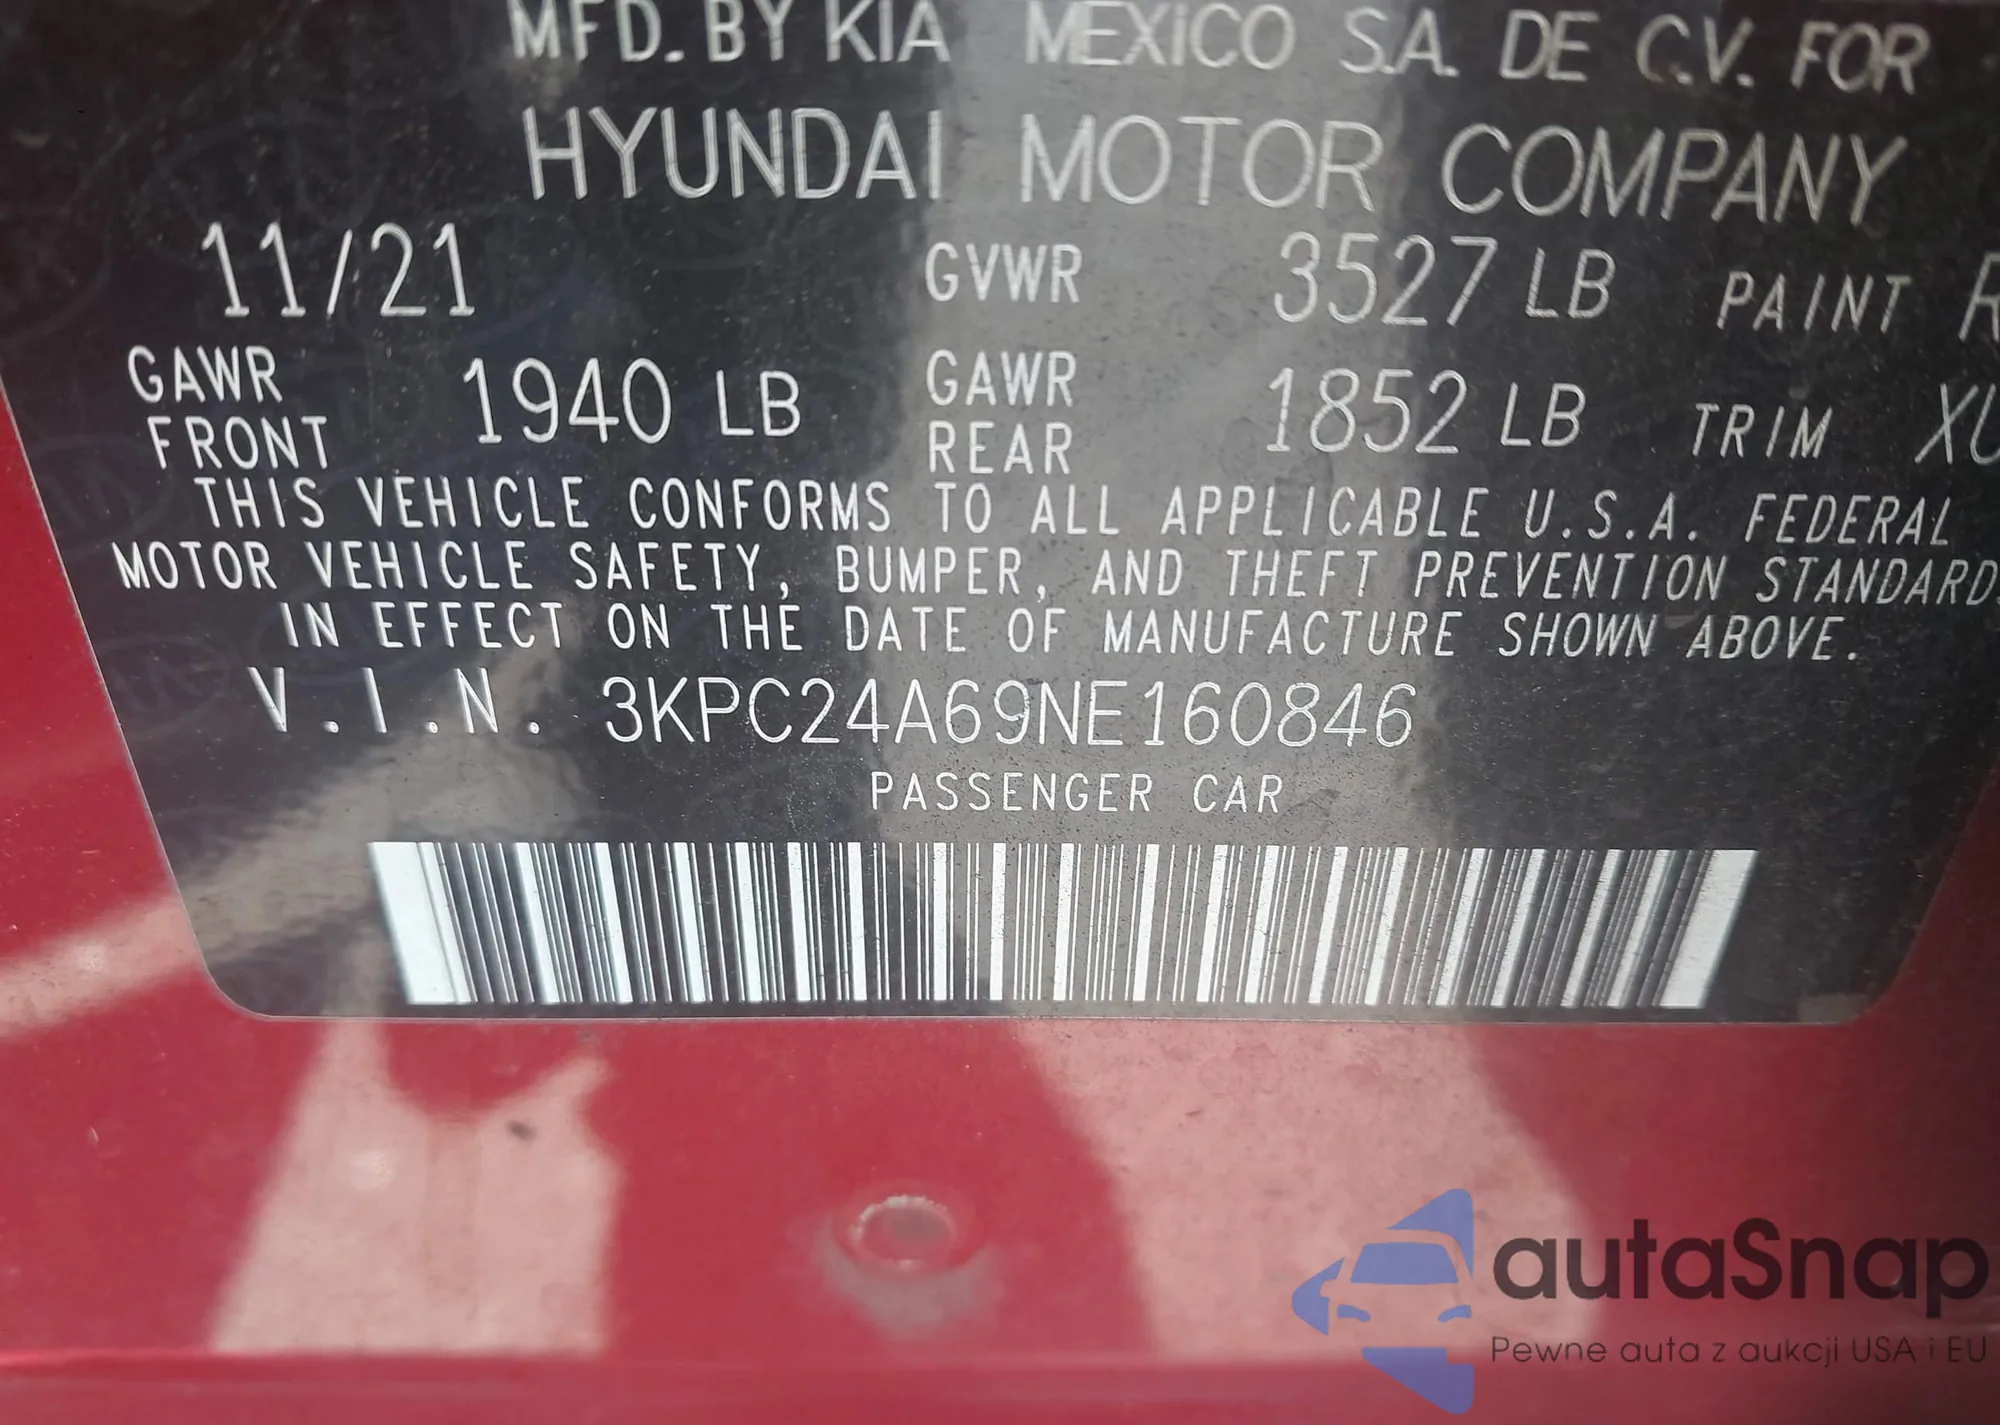 MFD. BY KIA MEXICO S.A. DE C.V. FOR
HYUNDAI MOTOR COMPANY
11/21 GVWR 3527 LB PAINT R
GAWR FRONT 1940 LB GAWR REAR 1852 LB TRIM XU
THIS VEHICLE CONFORMS TO ALL APPLICABLE U.S.A. FEDERAL
MOTOR VEHICLE SAFETY, BUMPER, AND THEFT PREVENTION STANDARD
IN EFFECT ON THE DATE OF MANUFACTURE SHOWN ABOVE.
V.I.N. 3KPC24A69NE160846
PASSENGER CAR
autaSnap
Pewne auta z aukcji USA i EU